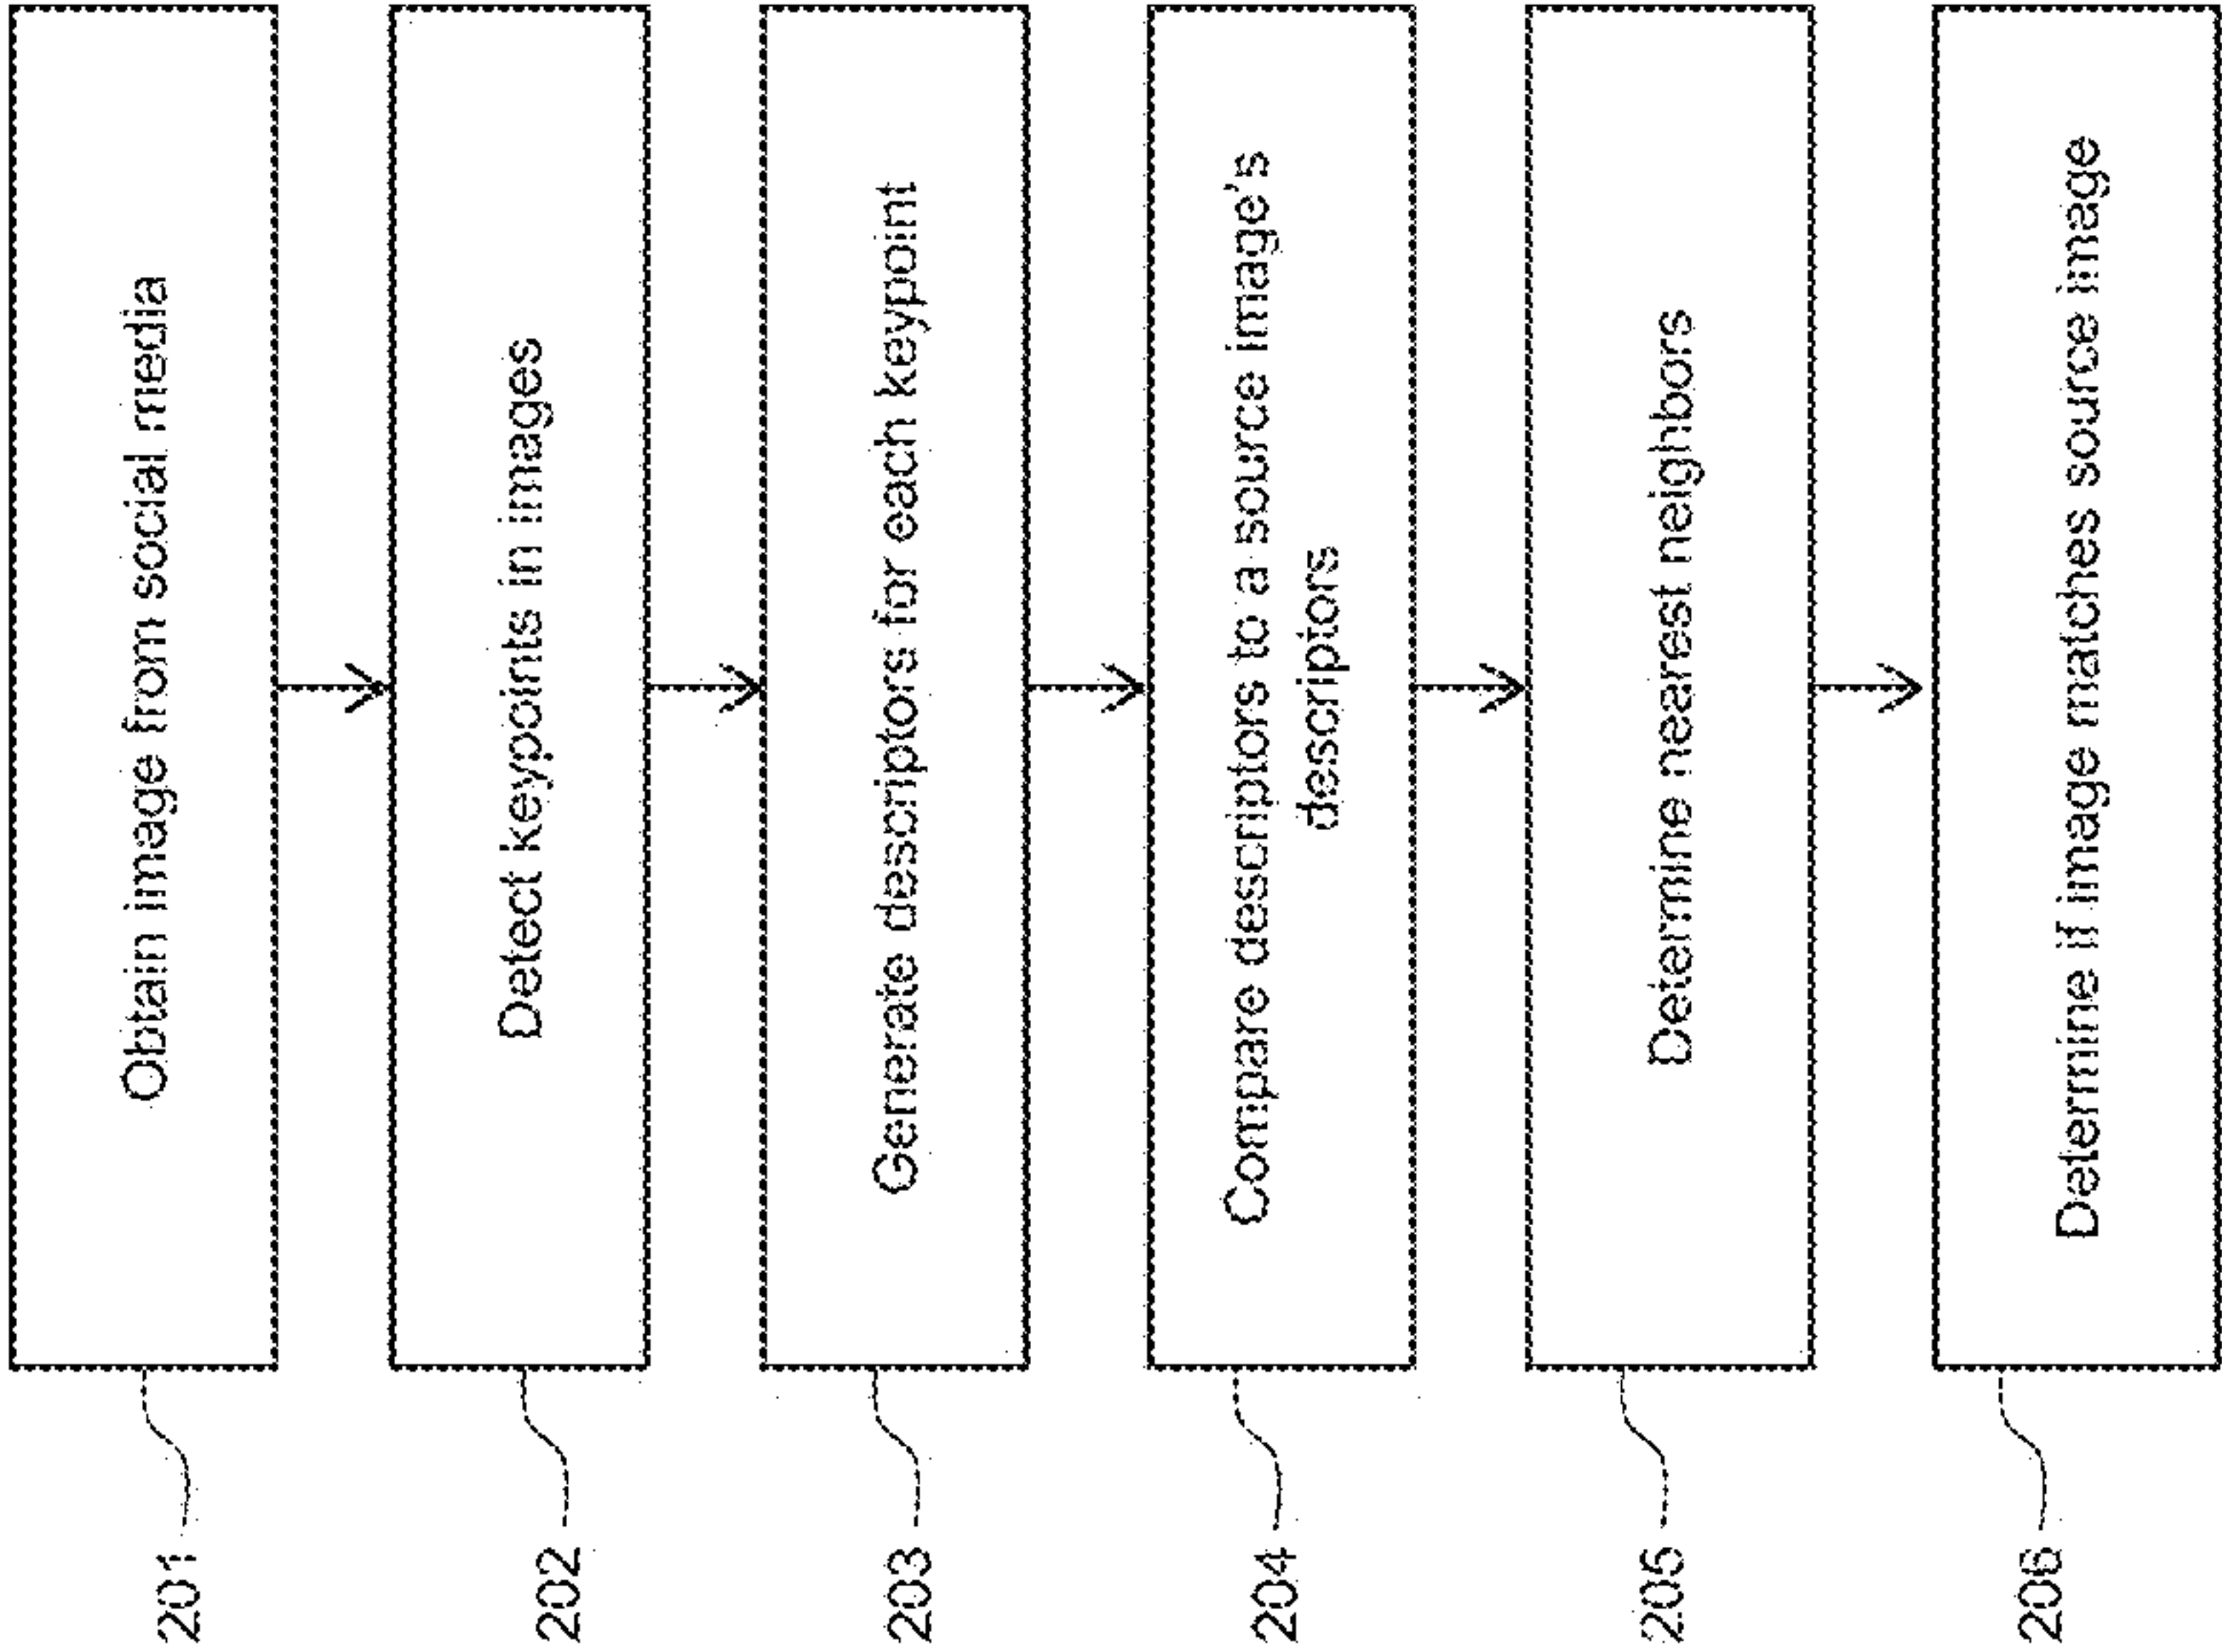 201
Obtain image from social media
202
Detect keypoints in images
203
Generate descriptors for each keypoint
204
Compare descriptors to a source image's
descriptors
205
Determine nearest neighbors
206
Determine if image matches source image